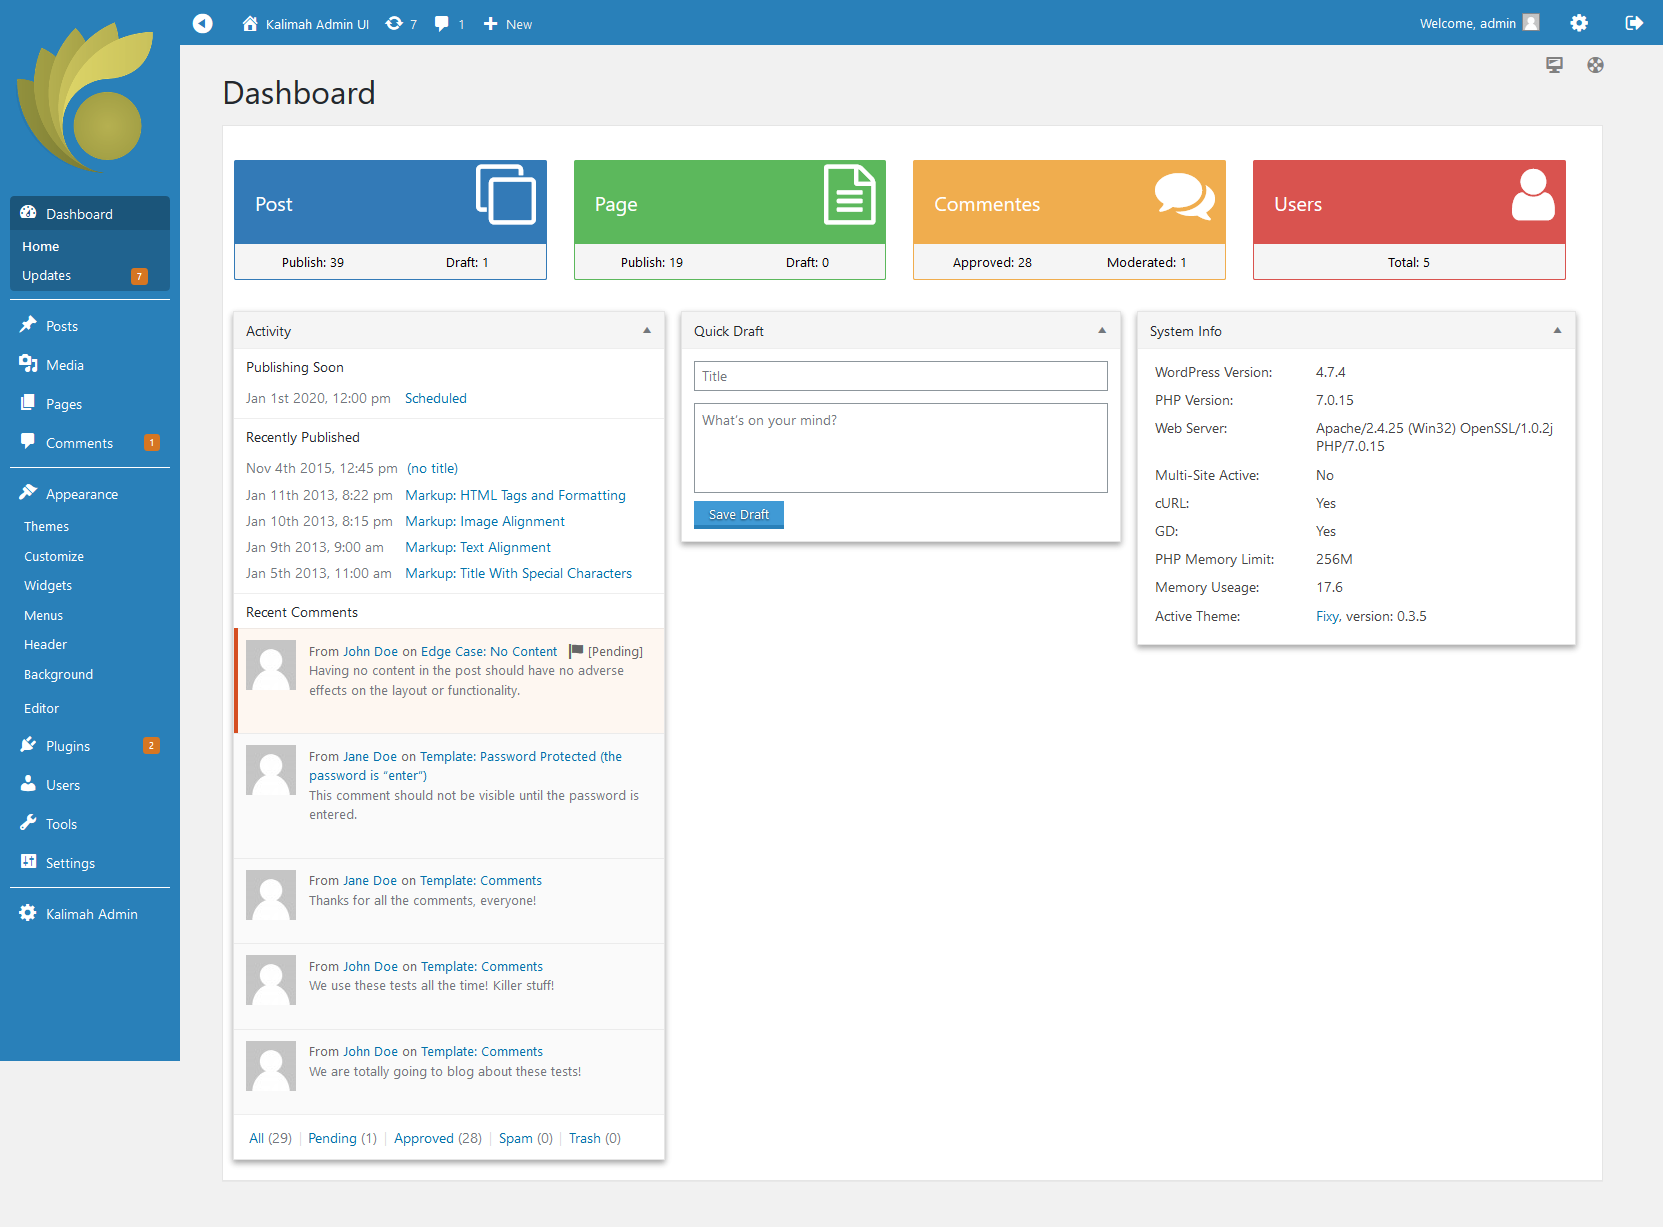 Kalimah Admin UI 7 1 New
Welcome, admin
Dashboard
Home
Updates 7
Posts
Media
Pages
Comments 1
Appearance
Themes
Customize
Widgets
Menus
Header
Background
Editor
Plugins 2
Users
Tools
Settings
Kalimah Admin
Dashboard
Post
Publish: 39 Draft: 1
Page
Publish: 19 Draft: 0
Commentes
Approved: 28 Moderated: 1
Users
Total: 5
Activity
Publishing Soon
Jan 1st 2020, 12:00 pm Scheduled
Recently Published
Nov 4th 2015, 12:45 pm (no title)
Jan 11th 2013, 8:22 pm Markup: HTML Tags and Formatting
Jan 10th 2013, 8:15 pm Markup: Image Alignment
Jan 9th 2013, 9:00 am Markup: Text Alignment
Jan 5th 2013, 11:00 am Markup: Title With Special Characters
Recent Comments
From John Doe on Edge Case: No Content [Pending]
Having no content in the post should have no adverse
effects on the layout or functionality.
From Jane Doe on Template: Password Protected (the
password is “enter”)
This comment should not be visible until the password is
entered.
From Jane Doe on Template: Comments
Thanks for all the comments, everyone!
From John Doe on Template: Comments
We use these tests all the time! Killer stuff!
From John Doe on Template: Comments
We are totally going to blog about these tests!
All (29) | Pending (1) | Approved (28) | Spam (0) | Trash (0)
Quick Draft
Title
What's on your mind?
Save Draft
System Info
WordPress Version: 4.7.4
PHP Version: 7.0.15
Web Server: Apache/2.4.25 (Win32) OpenSSL/1.0.2j
PHP/7.0.15
Multi-Site Active: No
cURL: Yes
GD: Yes
PHP Memory Limit: 256M
Memory Useage: 17.6
Active Theme: Fixy, version: 0.3.5